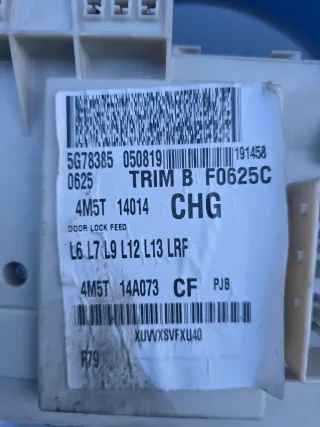 5G78385 050819 191458
0625 TRIM B F0625C
4M5T 14014 CHG
DOOR LOCK FEED
L6 L7 L9 L12 L13 LRF
4M5T 14A073 CF PJB
XUVVXSVFXU40
F79